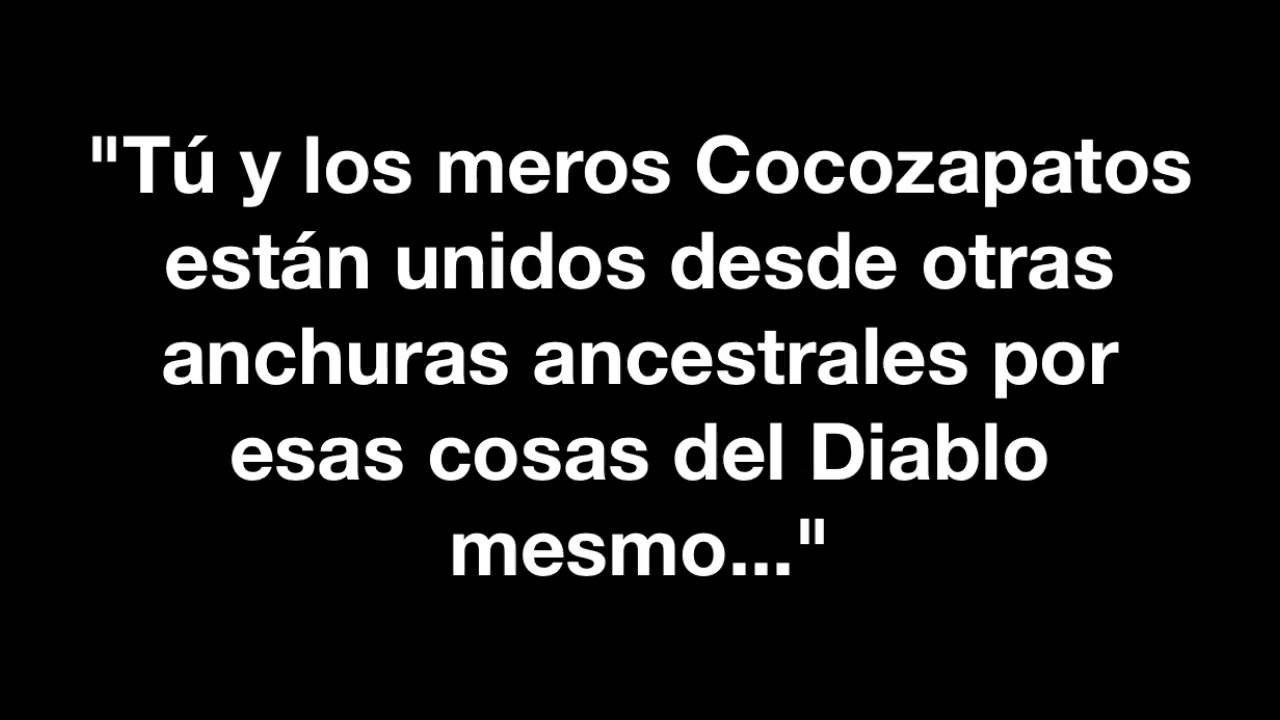 "Tú y los meros Cocozapatos
están unidos desde otras
anchuras ancestrales por
esas cosas del Diablo
mesmo..."